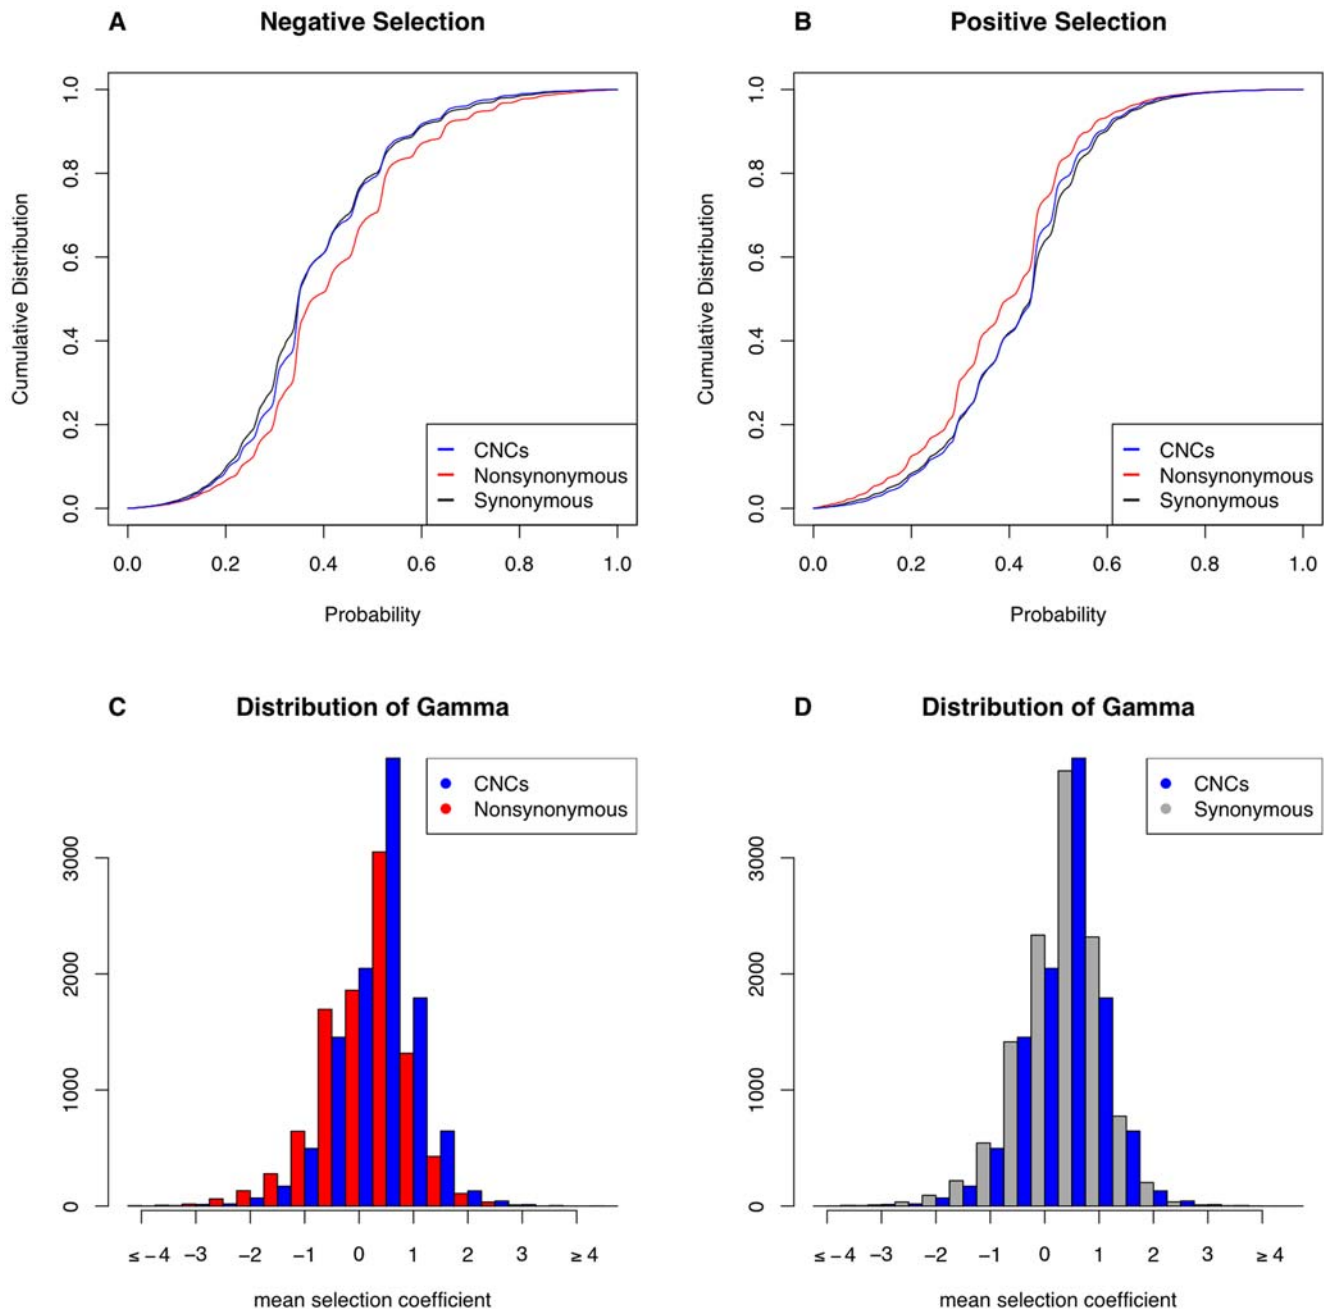 A Negative Selection
Cumulative Distribution
1.0
0.8
0.6
0.4
0.2
0.0
CNCs
Nonsynonymous
Synonymous
0.0 0.2 0.4 0.6 0.8 1.0
Probability
B Positive Selection
Cumulative Distribution
1.0
0.8
0.6
0.4
0.2
0.0
CNCs
Nonsynonymous
Synonymous
0.0 0.2 0.4 0.6 0.8 1.0
Probability
C Distribution of Gamma
CNCs
Nonsynonymous
3000
2000
1000
0
≤ −4 −3 −2 −1 0 1 2 3 ≥ 4
mean selection coefficient
D Distribution of Gamma
CNCs
Synonymous
3000
2000
1000
0
≤ −4 −3 −2 −1 0 1 2 3 ≥ 4
mean selection coefficient